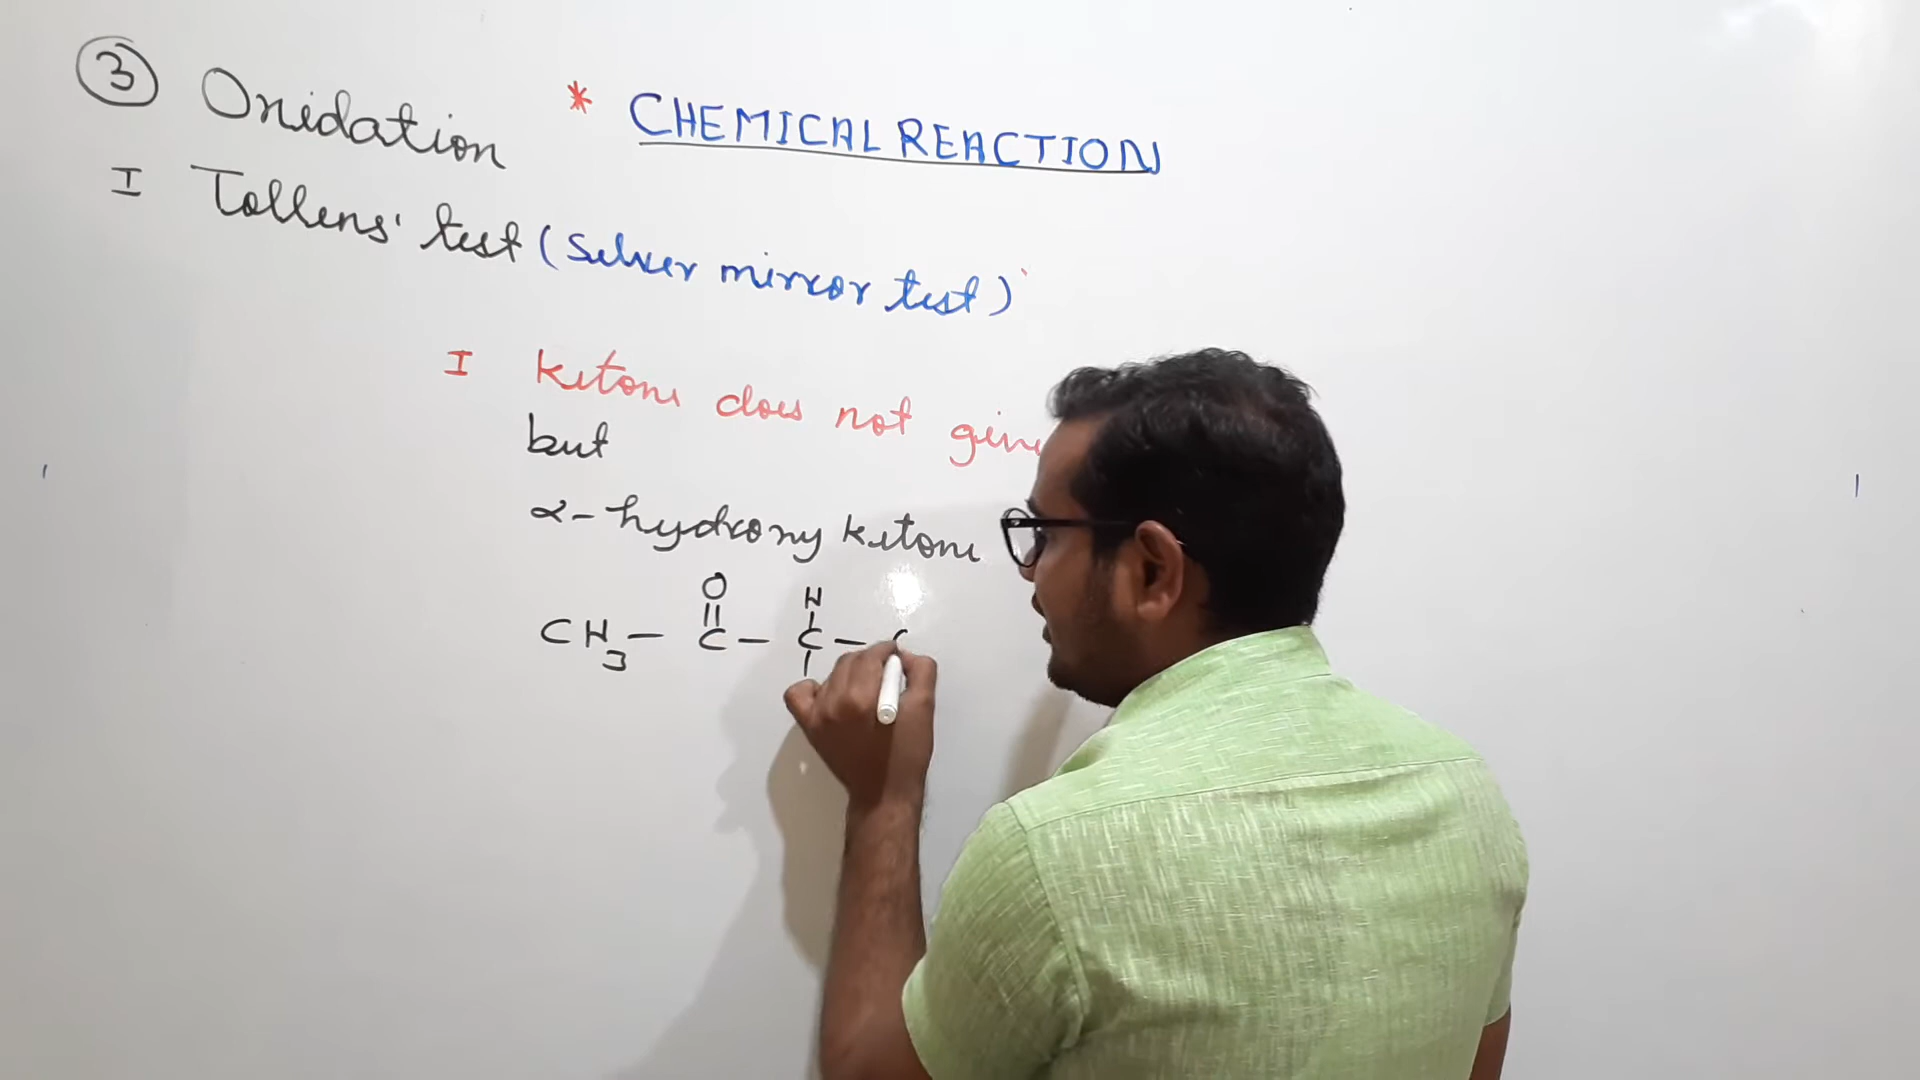 ③ Oxidation
* CHEMICAL REACTION
I Tollens' test (Silver mirror test)
I Ketone does not give
but
α-hydroxy ketone
O H
CH3 - C - C -